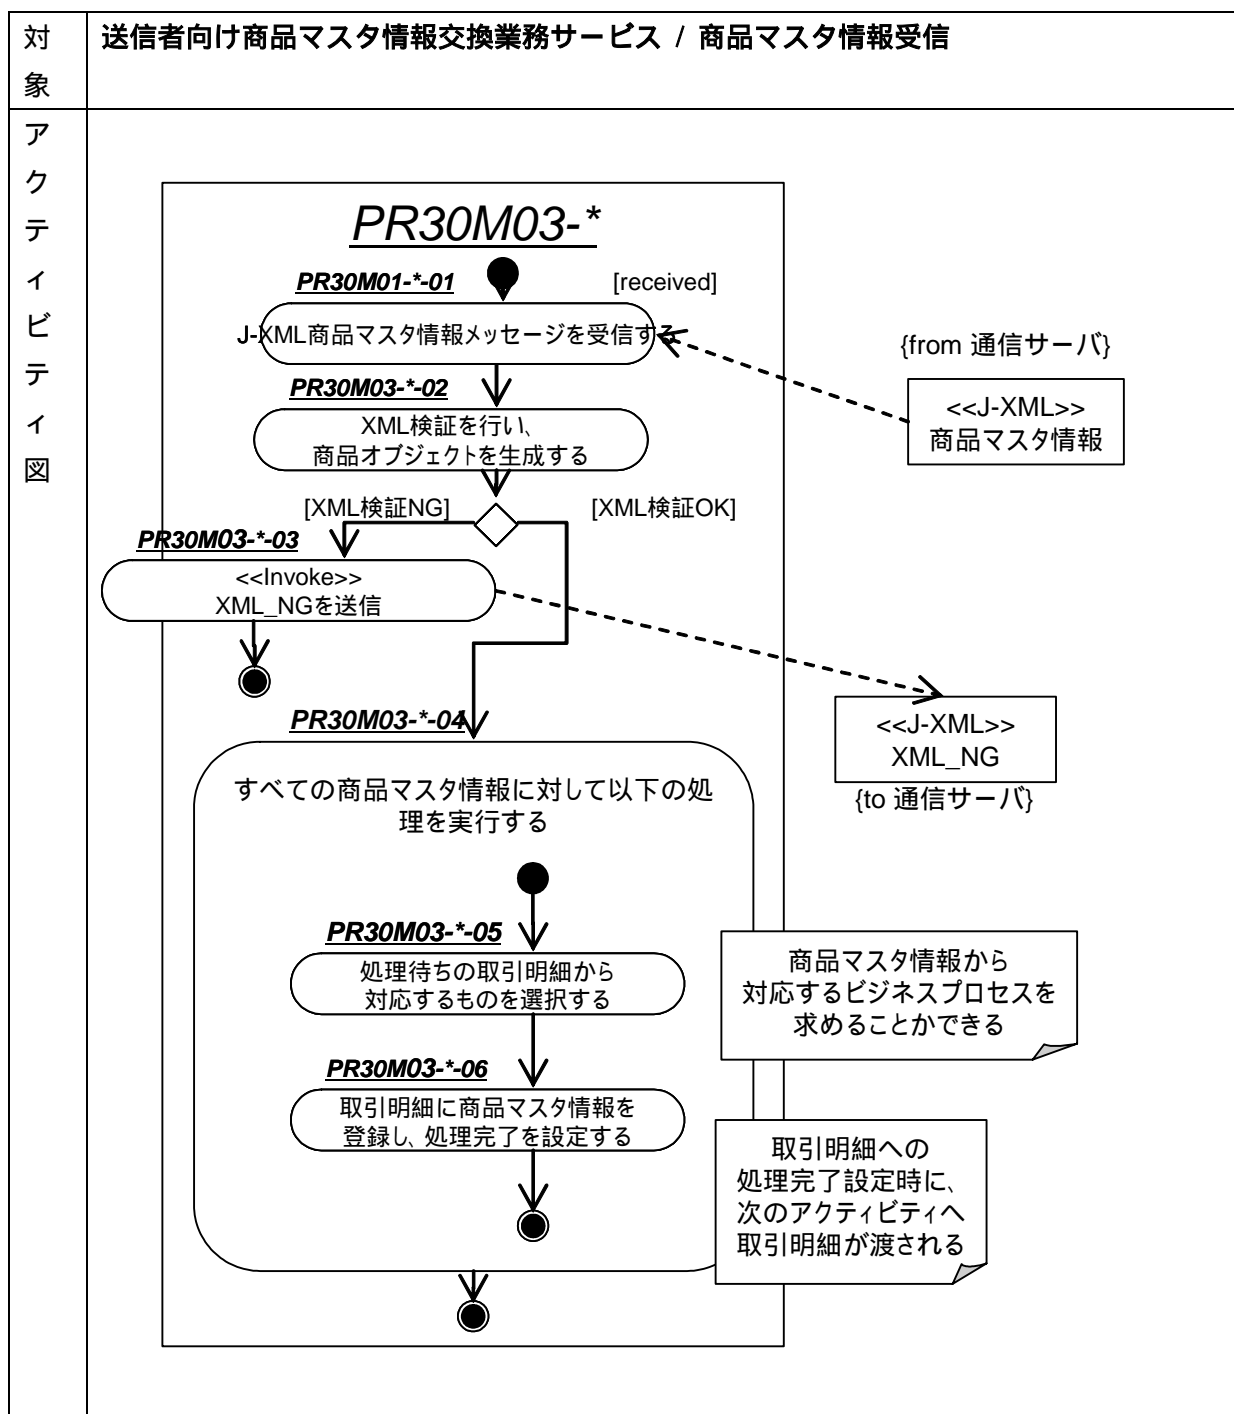 対象
送信者向け商品マスタ情報交換業務サービス / 商品マスタ情報受信
アクティビティ図
PR30M03-*
PR30M01-*-01
[received]
J-XML商品マスタ情報メッセージを受信する
{from 通信サーバ}
<<J-XML>>
商品マスタ情報
PR30M03-*-02
XML検証を行い、
商品オブジェクトを生成する
[XML検証NG]
[XML検証OK]
PR30M03-*-03
<<Invoke>>
XML_NGを送信
<<J-XML>>
XML_NG
{to 通信サーバ}
PR30M03-*-04
すべての商品マスタ情報に対して以下の処
理を実行する
PR30M03-*-05
処理待ちの取引明細から
対応するものを選択する
商品マスタ情報から
対応するビジネスプロセスを
求めることかできる
PR30M03-*-06
取引明細に商品マスタ情報を
登録し、処理完了を設定する
取引明細への
処理完了設定時に、
次のアクティビティへ
取引明細が渡される